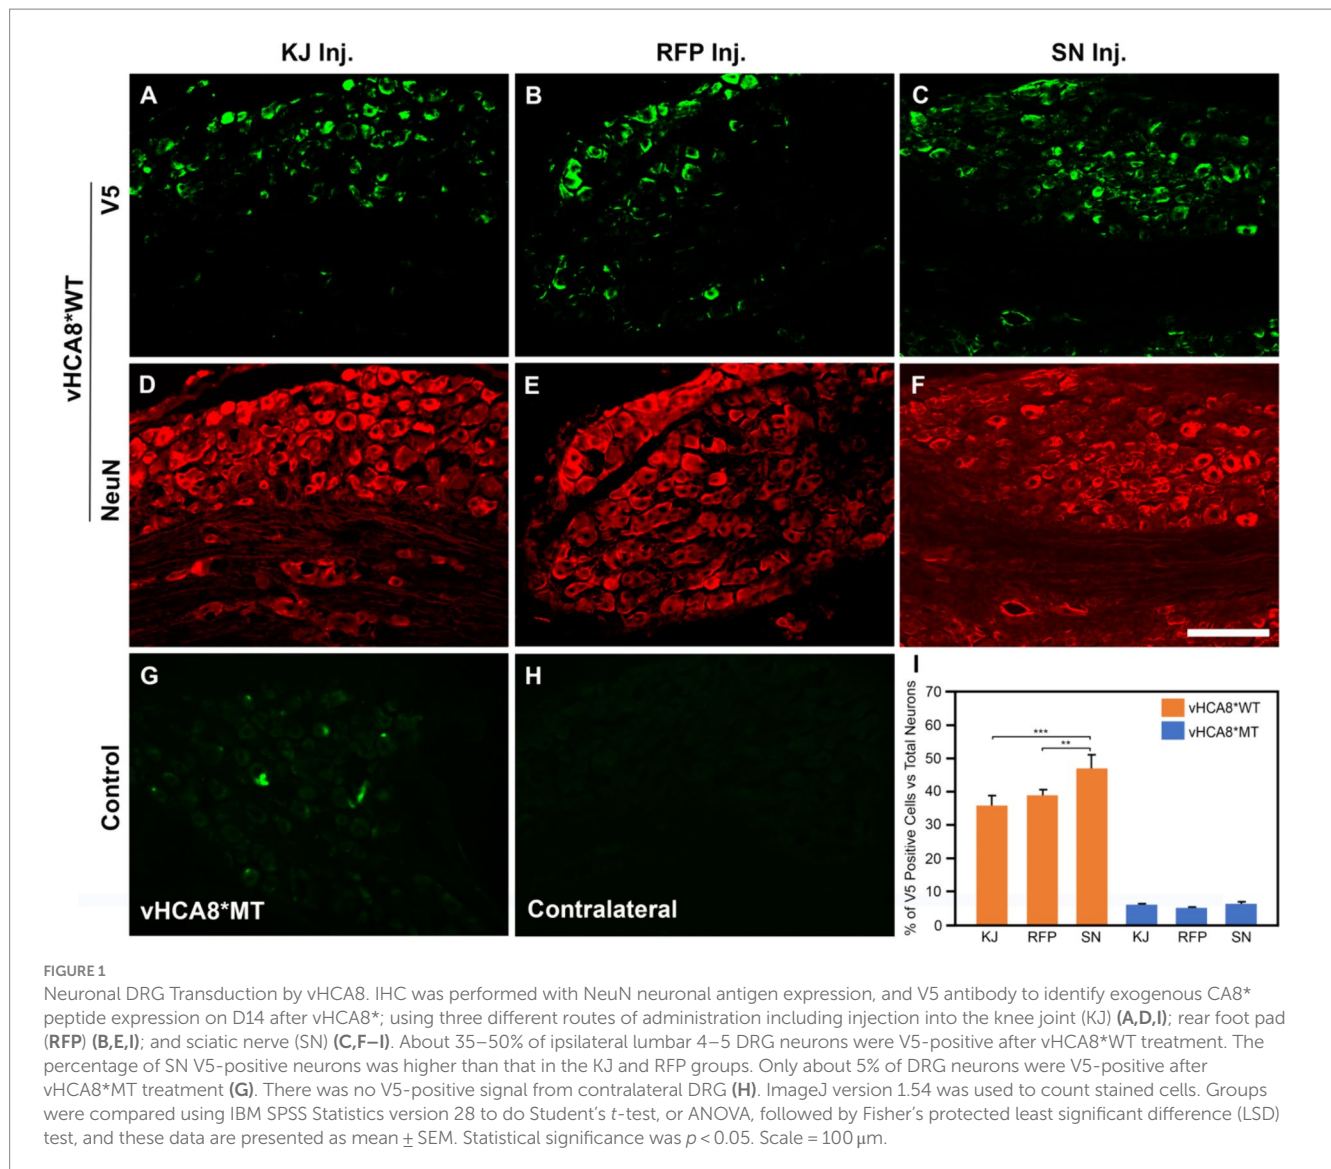 KJ Inj.
RFP Inj.
SN Inj.
A
B
C
V5
vHCA8*WT
D
E
F
NeuN
G
H
Control
vHCA8*MT
Contralateral
I
% of V5 Positive Cells vs Total Neurons
70
60
50
40
30
20
10
0
***
**
vHCA8*WT
vHCA8*MT
KJ RFP SN KJ RFP SN
FIGURE 1
Neuronal DRG Transduction by vHCA8. IHC was performed with NeuN neuronal antigen expression, and V5 antibody to identify exogenous CA8*
peptide expression on D14 after vHCA8*; using three different routes of administration including injection into the knee joint (KJ) (A,D,I); rear foot pad
(RFP) (B,E,I); and sciatic nerve (SN) (C,F–I). About 35–50% of ipsilateral lumbar 4–5 DRG neurons were V5-positive after vHCA8*WT treatment. The
percentage of SN V5-positive neurons was higher than that in the KJ and RFP groups. Only about 5% of DRG neurons were V5-positive after
vHCA8*MT treatment (G). There was no V5-positive signal from contralateral DRG (H). ImageJ version 1.54 was used to count stained cells. Groups
were compared using IBM SPSS Statistics version 28 to do Student's t-test, or ANOVA, followed by Fisher's protected least significant difference (LSD)
test, and these data are presented as mean ± SEM. Statistical significance was p < 0.05. Scale = 100 μm.